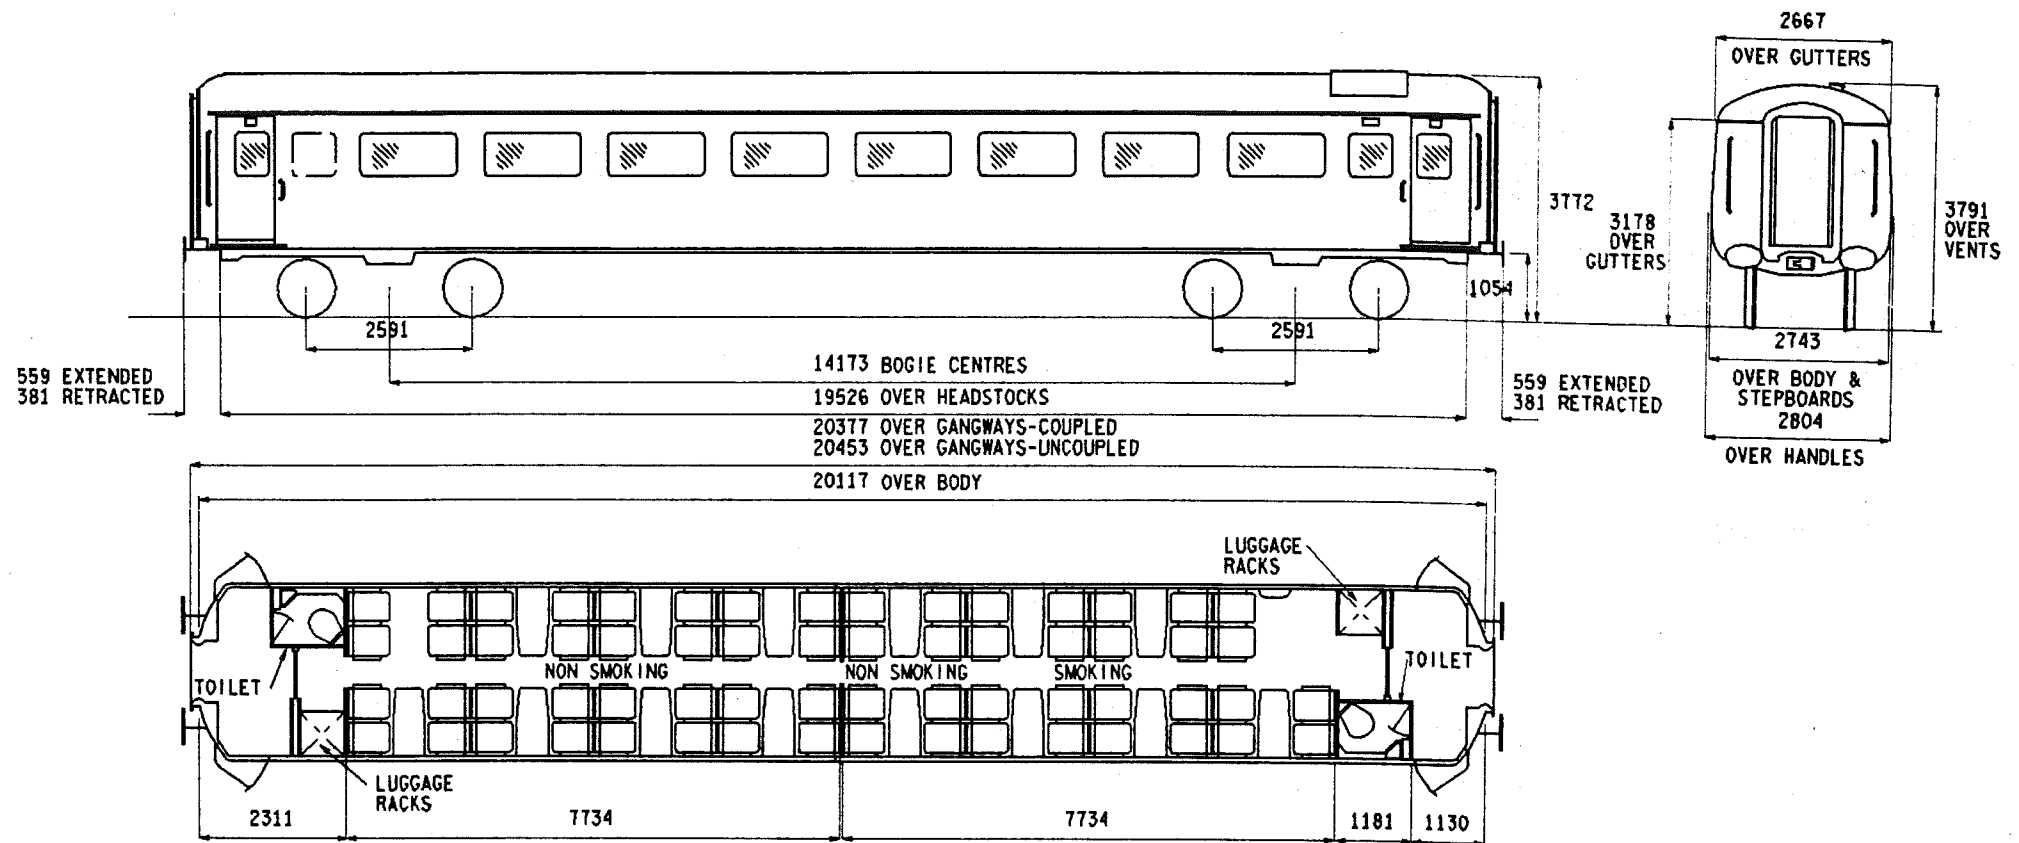 2667
OVER GUTTERS
3772
3178
OVER
GUTTERS
3791
OVER
VENTS
1054
2591
2591
2743
OVER BODY &
STEPBOARDS
2804
OVER HANDLES
14173 BOGIE CENTRES
559 EXTENDED
381 RETRACTED
559 EXTENDED
381 RETRACTED
19526 OVER HEADSTOCKS
20377 OVER GANGWAYS-COUPLED
20453 OVER GANGWAYS-UNCOUPLED
20117 OVER BODY
LUGGAGE
RACKS
NON SMOKING
NON SMOKING
SMOKING
TOILET
TOILET
LUGGAGE
RACKS
2311
7734
7734
1181
1130